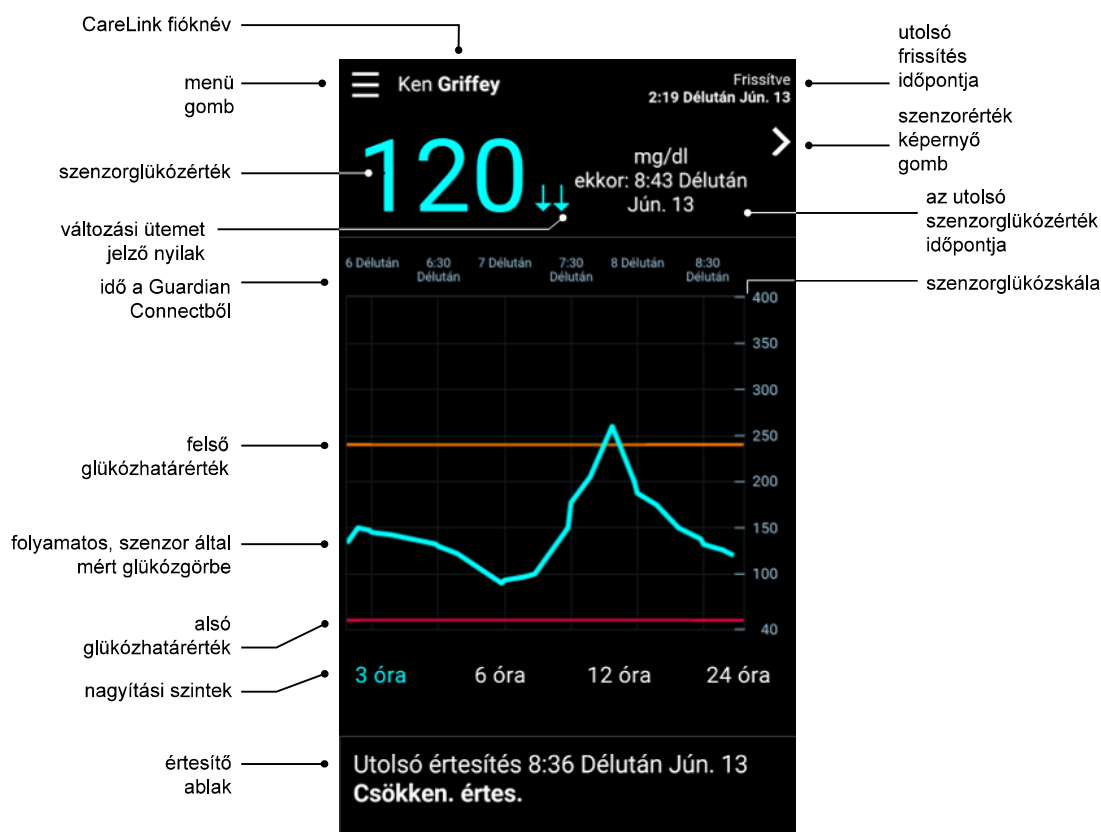 CareLink fióknév
menü
gomb
szenzorglükózérték
változási ütemet
jelző nyilak
idő a Guardian
Connectből
felső
glükózhatárérték
folyamatos, szenzor által
mért glükózgörbe
alsó
glükózhatárérték
nagyítási szintek
értesítő
ablak
Ken Griffey
Frissítve
2:19 Délután Jún. 13
120
mg/dl
ekkor: 8:43 Délután
Jún. 13
6 Délután 6:30 7 Délután 7:30 8 Délután 8:30
Délután Délután Délután
400
350
300
250
200
150
100
40
3 óra 6 óra 12 óra 24 óra
Utolsó értesítés 8:36 Délután Jún. 13
Csökken. értes.
utolsó
frissítés
időpontja
szenzorérték
képernyő
gomb
az utolsó
szenzorglükózérték
időpontja
szenzorglükózskála